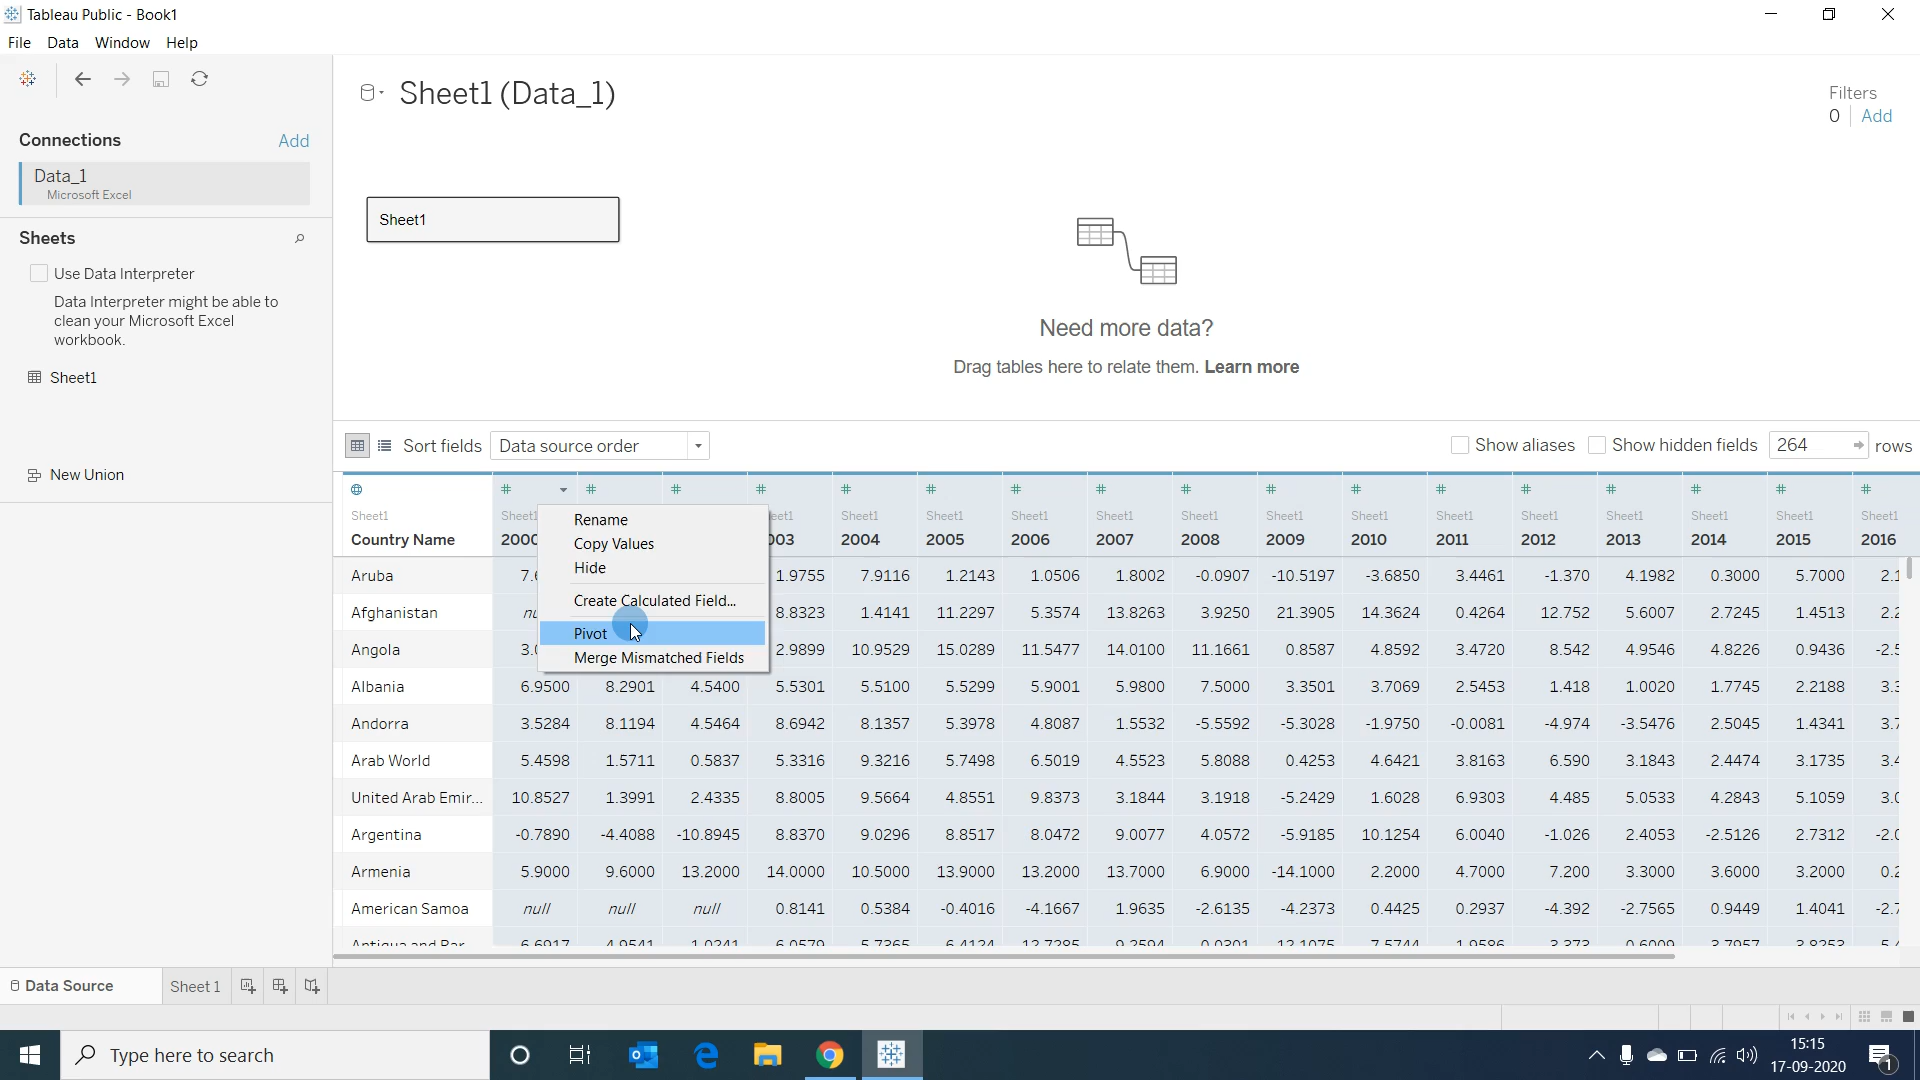 Tableau Public - Book1
File Data Window Help
Sheet1 (Data_1)
Filters
0 Add
Connections Add
Data_1
Microsoft Excel
Sheet1
Sheets
Use Data Interpreter
Data Interpreter might be able to
clean your Microsoft Excel
workbook.
Sheet1
New Union
Need more data?
Drag tables here to relate them. Learn more
Sort fields Data source order Show aliases Show hidden fields 264 rows
Sheet1 Sheet1 Sheet1 Sheet1 Sheet1 Sheet1 Sheet1 Sheet1 Sheet1 Sheet1 Sheet1 Sheet1 Sheet1 Sheet1
Country Name 2004 2005 2006 2007 2008 2009 2010 2011 2012 2013 2014 2015 2016
Rename
Copy Values
Hide
Create Calculated Field...
Pivot
Merge Mismatched Fields
Aruba 1.9755 7.9116 1.2143 1.0506 1.8002 -0.0907 -10.5197 -3.6850 3.4461 -1.370 4.1982 0.3000 5.7000
Afghanistan 8.8323 1.4141 11.2297 5.3574 13.8263 3.9250 21.3905 14.3624 0.4264 12.752 5.6007 2.7245 1.4513
Angola 2.9899 10.9529 15.0289 11.5477 14.0100 11.1661 0.8587 4.8592 3.4720 8.542 4.9546 4.8226 0.9436
Albania 6.9500 8.2901 4.5400 5.5301 5.5100 5.5299 5.9001 5.9800 7.5000 3.3501 3.7069 2.5453 1.418 1.0020 1.7745 2.2188
Andorra 3.5284 8.1194 4.5464 8.6942 8.1357 5.3978 4.8087 1.5532 -5.5592 -5.3028 -1.9750 -0.0081 -4.974 -3.5476 2.5045 1.4341
Arab World 5.4598 1.5711 0.5837 5.3316 9.3216 5.7498 6.5019 4.5523 5.8088 0.4253 4.6421 3.8163 6.590 3.1843 2.4474 3.1735
United Arab Emir... 10.8527 1.3991 2.4335 8.8005 9.5664 4.8551 9.8373 3.1844 3.1918 -5.2429 1.6028 6.9303 4.485 5.0533 4.2843 5.1059
Argentina -0.7890 -4.4088 -10.8945 8.8370 9.0296 8.8517 8.0472 9.0077 4.0572 -5.9185 10.1254 6.0040 -1.026 2.4053 -2.5126 2.7312
Armenia 5.9000 9.6000 13.2000 14.0000 10.5000 13.9000 13.2000 13.7000 6.9000 -14.1000 2.2000 4.7000 7.200 3.3000 3.6000 3.2000
American Samoa null null null 0.8141 0.5384 -0.4016 -4.1667 1.9635 -2.6135 -4.2373 0.4425 0.2937 -4.392 -2.7565 0.9449 1.4041
Data Source Sheet 1
Type here to search
15:15
17-09-2020
1